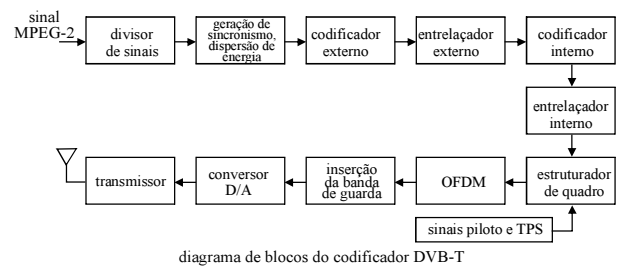 sinal
MPEG-2
divisor
de sinais
geração de
sincronismo,
dispersão de
energia
codificador
externo
entrelaçador
externo
codificador
interno
entrelaçador
interno
transmissor
conversor
D/A
inserção
da banda
de guarda
OFDM
estruturador
de quadro
sinais piloto e TPS
diagrama de blocos do codificador DVB-T